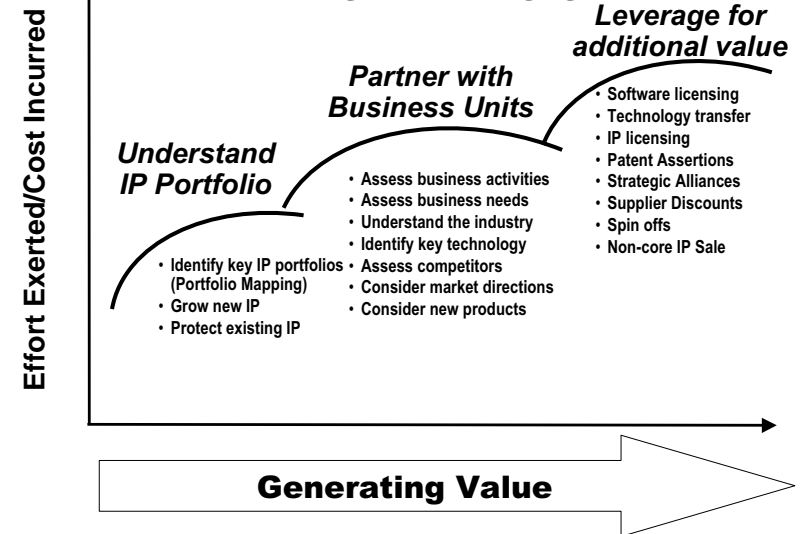 Effort Exerted/Cost Incurred
Leverage for
additional value
Partner with
Business Units
Understand
IP Portfolio
• Identify key IP portfolios
(Portfolio Mapping)
• Grow new IP
• Protect existing IP
• Assess business activities
• Assess business needs
• Understand the industry
• Identify key technology
• Assess competitors
• Consider market directions
• Consider new products
• Software licensing
• Technology transfer
• IP licensing
• Patent Assertions
• Strategic Alliances
• Supplier Discounts
• Spin offs
• Non-core IP Sale
Generating Value